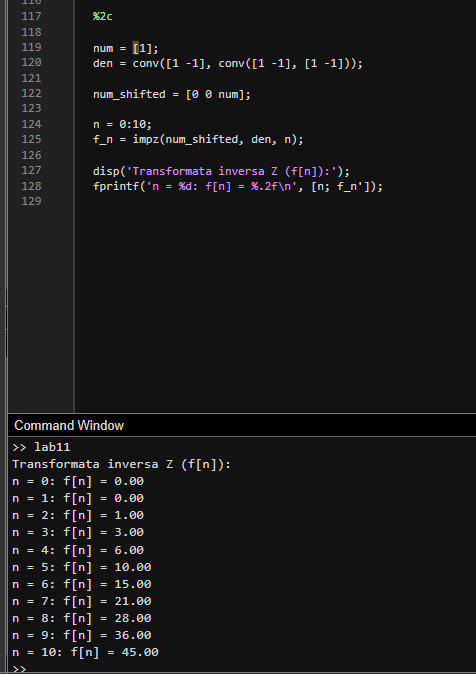 116
117 %2c
118
119 num = [1];
120 den = conv([1 -1], conv([1 -1], [1 -1]));
121
122 num_shifted = [0 0 num];
123
124 n = 0:10;
125 f_n = impz(num_shifted, den, n);
126
127 disp('Transformata inversa Z (f[n]):');
128 fprintf('n = %d: f[n] = %.2f\n', [n; f_n']);
129
Command Window
>> lab11
Transformata inversa Z (f[n]):
n = 0: f[n] = 0.00
n = 1: f[n] = 0.00
n = 2: f[n] = 1.00
n = 3: f[n] = 3.00
n = 4: f[n] = 6.00
n = 5: f[n] = 10.00
n = 6: f[n] = 15.00
n = 7: f[n] = 21.00
n = 8: f[n] = 28.00
n = 9: f[n] = 36.00
n = 10: f[n] = 45.00
>>